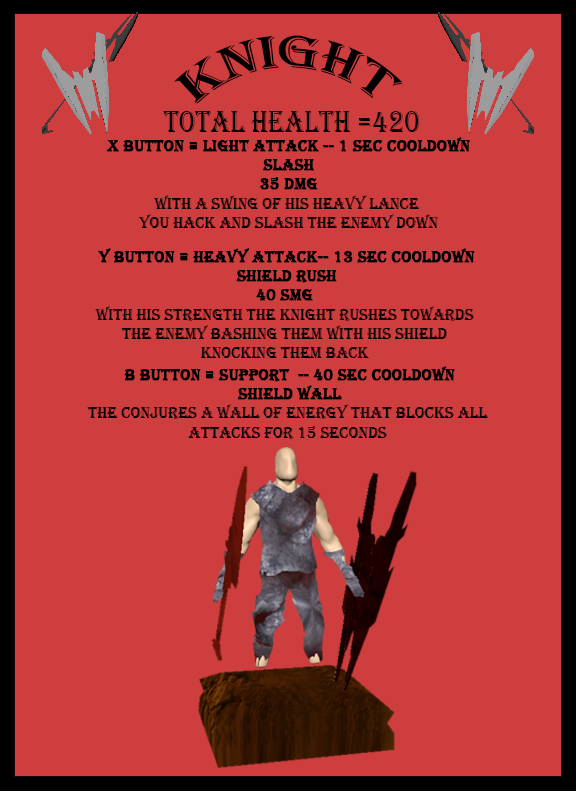 KNIGHT
TOTAL HEALTH =420
X BUTTON = LIGHT ATTACK -- 1 SEC COOLDOWN
SLASH
35 DMG
WITH A SWING OF HIS HEAVY LANCE
YOU HACK AND SLASH THE ENEMY DOWN
Y BUTTON = HEAVY ATTACK-- 13 SEC COOLDOWN
SHIELD RUSH
40 SMG
WITH HIS STRENGTH THE KNIGHT RUSHES TOWARDS
THE ENEMY BASHING THEM WITH HIS SHIELD
KNOCKING THEM BACK
B BUTTON = SUPPORT -- 40 SEC COOLDOWN
SHIELD WALL
THE CONJURES A WALL OF ENERGY THAT BLOCKS ALL
ATTACKS FOR 15 SECONDS